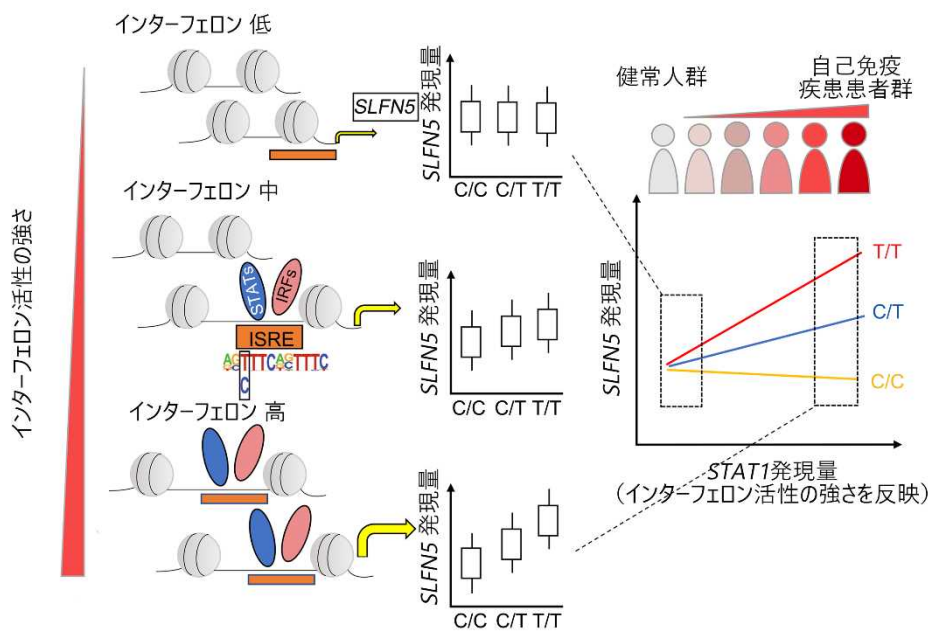 インターフェロン 低
SLFN5
SLFN5 発現量
C/C C/T T/T
インターフェロン活性の強さ
インターフェロン 中
STATs
IRFs
ISRE
AGTTTCAGTTTC
GC
C
C
SLFN5 発現量
C/C C/T T/T
インターフェロン 高
SLFN5 発現量
C/C C/T T/T
健常人群
自己免疫
疾患患者群
SLFN5 発現量
T/T
C/T
C/C
STAT1発現量
（インターフェロン活性の強さを反映）